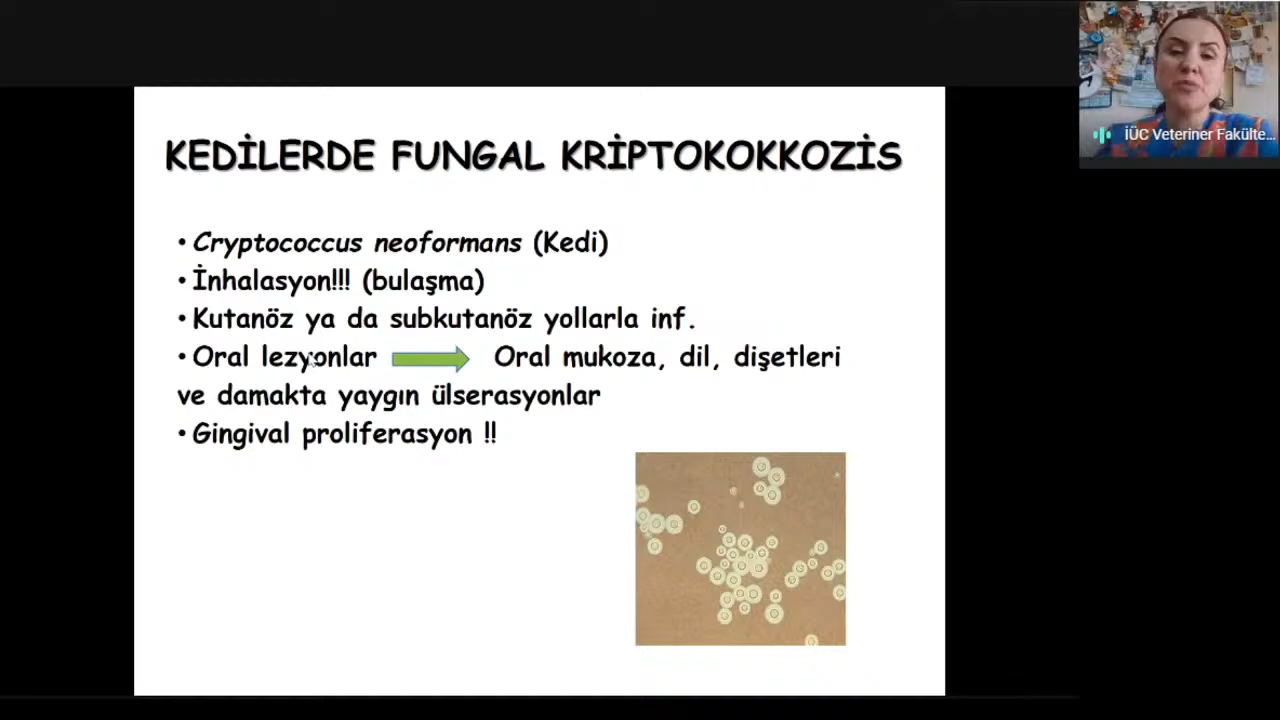 KEDİLERDE FUNGAL KRİPTOKOKKOZİS
• Cryptococcus neoformans (Kedi)
• İnhalasyon!!! (bulaşma)
• Kutanöz ya da subkutanöz yollarla inf.
• Oral lezyonlar Oral mukoza, dil, dişetleri
ve damakta yaygın ülserasyonlar
• Gingival proliferasyon !!
İÜC Veteriner Fakülte...